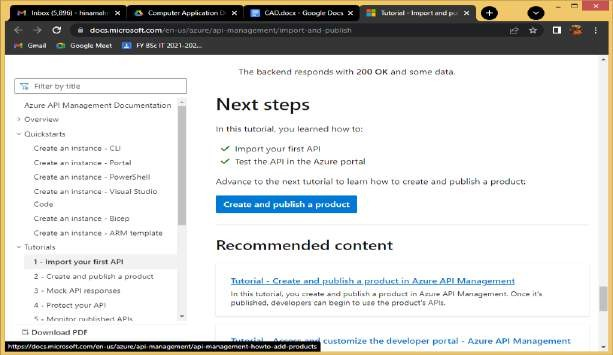 Inbox (5,896) - hinamalm
Computer Application D
CAD.docx - Google Docs
Tutorial - Import and pu
docs.microsoft.com/en-us/azure/api-management/import-and-publish
Gmail
Google Meet
FY BSc IT 2021-202...
Filter by title
Azure API Management Documentation
Overview
Quickstarts
Create an instance - CLI
Create an instance - Portal
Create an instance - PowerShell
Create an instance - Visual Studio
Code
Create an instance - Bicep
Create an instance - ARM template
Tutorials
1 - Import your first API
2 - Create and publish a product
3 - Mock API responses
4 - Protect your API
5 - Monitor published APIs
Download PDF
The backend responds with 200 OK and some data.
Next steps
In this tutorial, you learned how to:
Import your first API
Test the API in the Azure portal
Advance to the next tutorial to learn how to create and publish a product:
Create and publish a product
Recommended content
Tutorial - Create and publish a product in Azure API Management
In this tutorial, you create and publish a product in Azure API Management. Once it's
published, developers can begin to use the product's APIs.
Tutorial - Access and customize the developer portal - Azure API Management
https://docs.microsoft.com/en-us/azure/api-management/api-management-howto-add-products